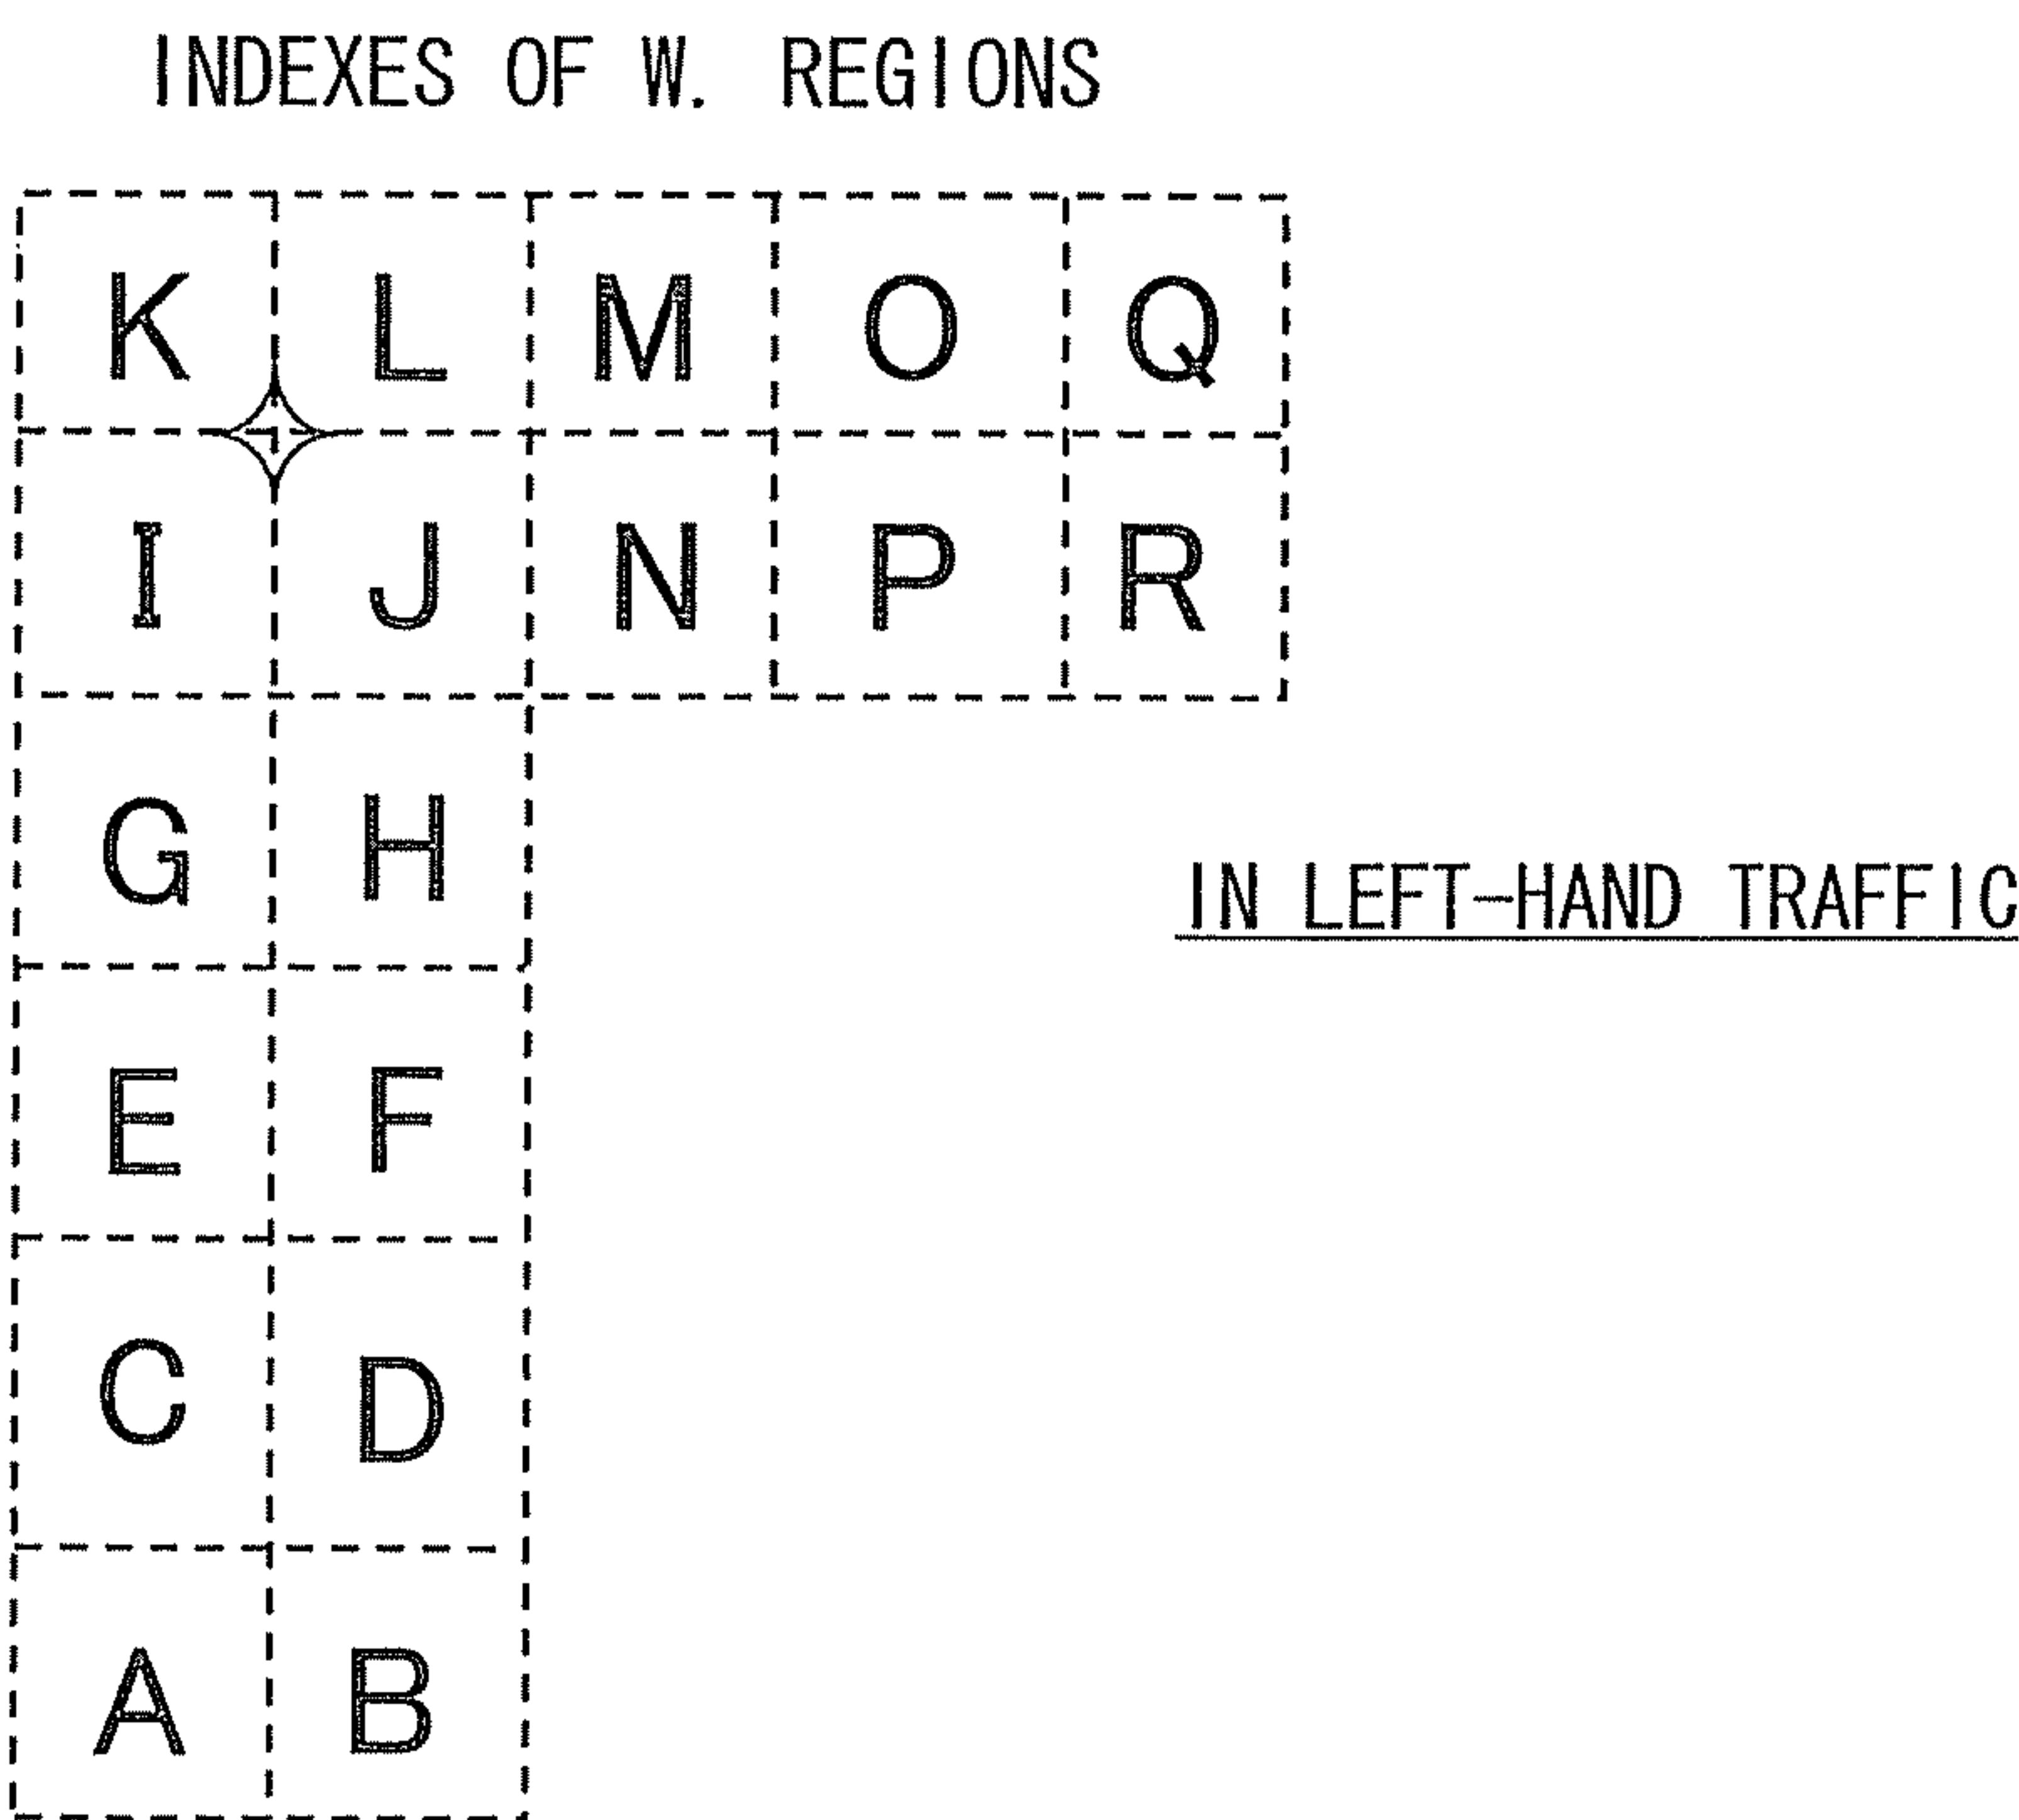 INDEXES OF W. REGIONS
K L M O Q
I J N P R
G H
IN LEFT-HAND TRAFFIC
E F
C D
A B